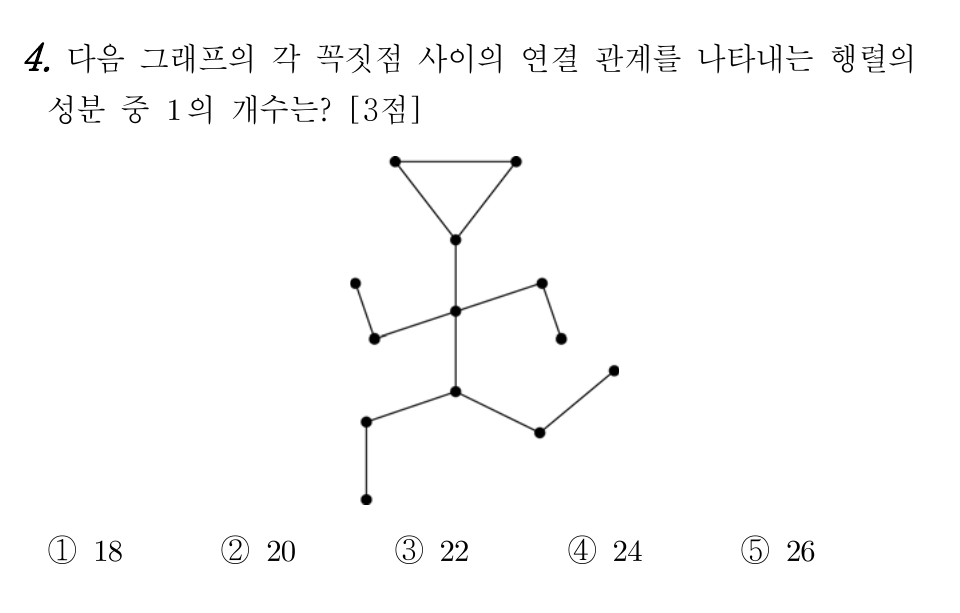 4. 다음 그래프의 각 꼭짓점 사이의 연결 관계를 나타내는 행렬의
성분 중 1의 개수는? [3점]
① 18 ② 20 ③ 22 ④ 24 ⑤ 26